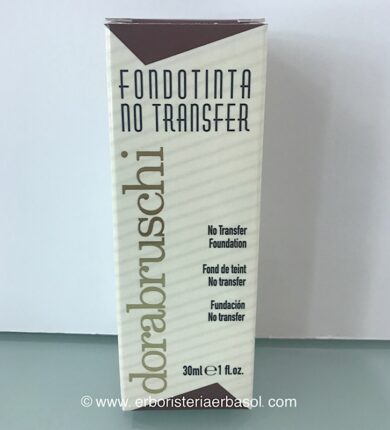 FONDOTINTA
NO TRANSFER
dorabruschi
No Transfer
Foundation
Fond de teint
No transfer
Fundación
No transfer
30ml ℮ 1 fl.oz.
© www.erboristeriaerbasol.com